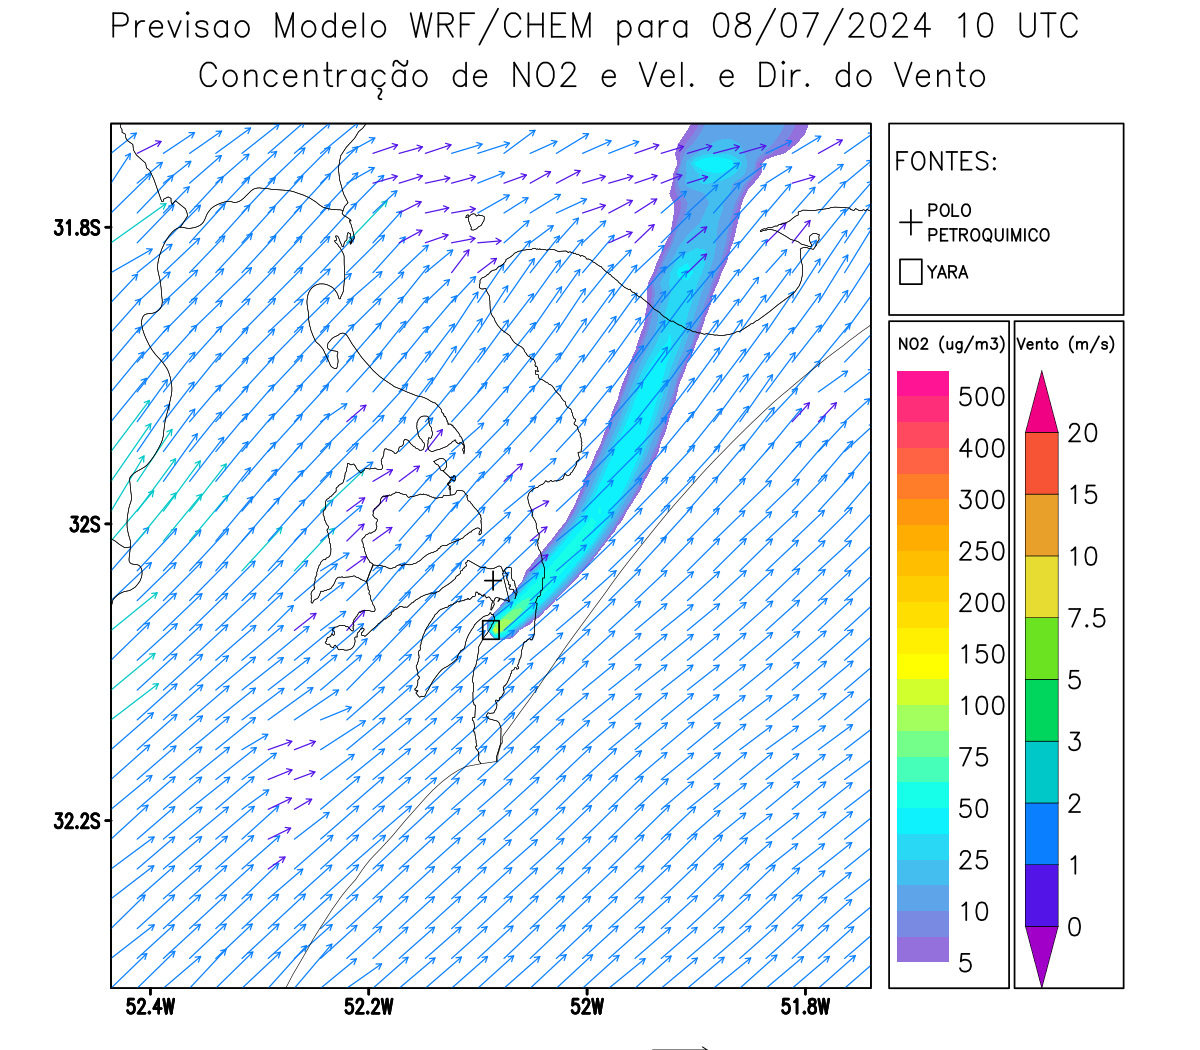 Previsao Modelo WRF/CHEM para 08/07/2024 10 UTC
Concentração de NO2 e Vel. e Dir. do Vento
FONTES:
POLO
PETROQUIMICO
YARA
NO2 (ug/m3)
500
400
300
250
200
150
100
75
50
25
10
5
Vento (m/s)
20
15
10
7.5
5
3
2
1
0
31.8S
32S
32.2S
52.4W 52.2W 52W 51.8W